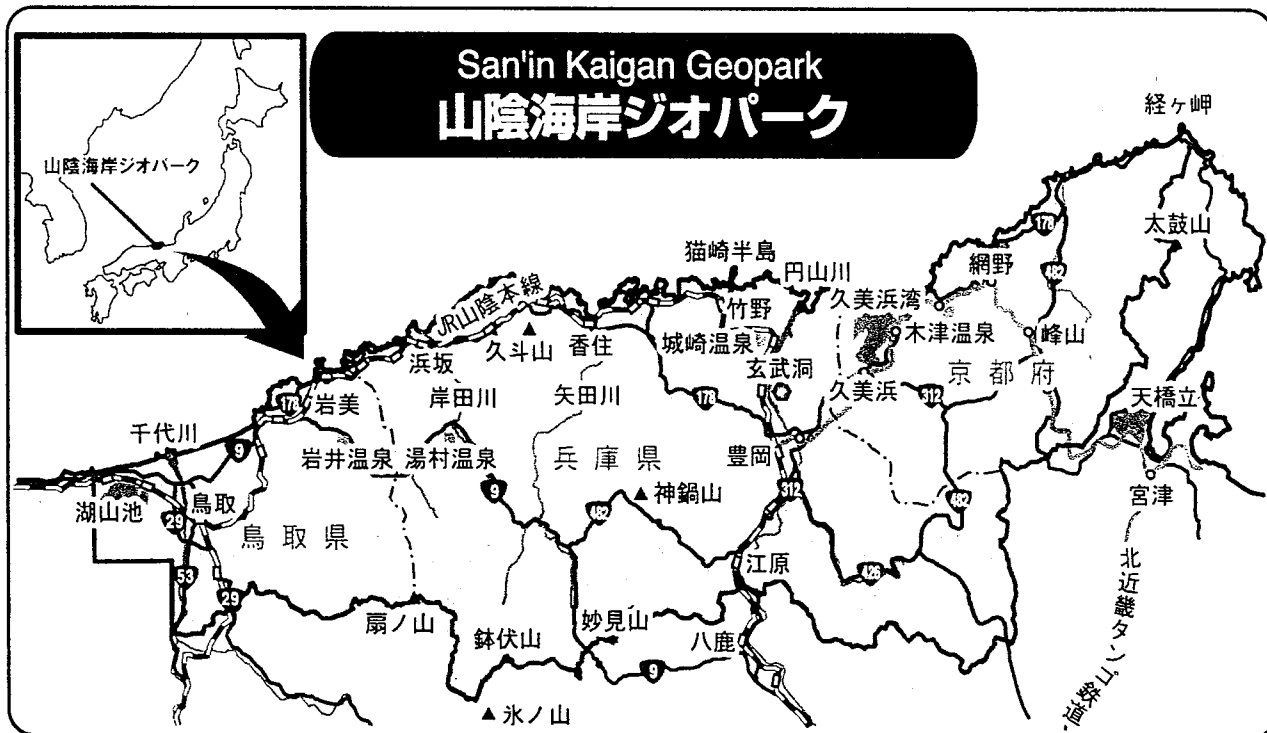 San'in Kaigan Geopark
山陰海岸ジオパーク
山陰海岸ジオパーク
経ヶ岬
太鼓山
178
網野
482
猫崎半島
円山川
久美浜湾
竹野
JR山陰本線
木津温泉
峰山
城崎温泉
久斗山
香住
浜坂
玄武洞
京都府
久美浜
312
天橋立
178
岩美
岸田川
矢田川
178
千代川
9
岩井温泉
湯村温泉
兵庫県
豊岡
宮津
9
482
神鍋山
312
482
湖山池
鳥取
29
鳥取県
江原
426
北近畿タンゴ鉄道
53
29
扇ノ山
鉢伏山
妙見山
八鹿
9
氷ノ山